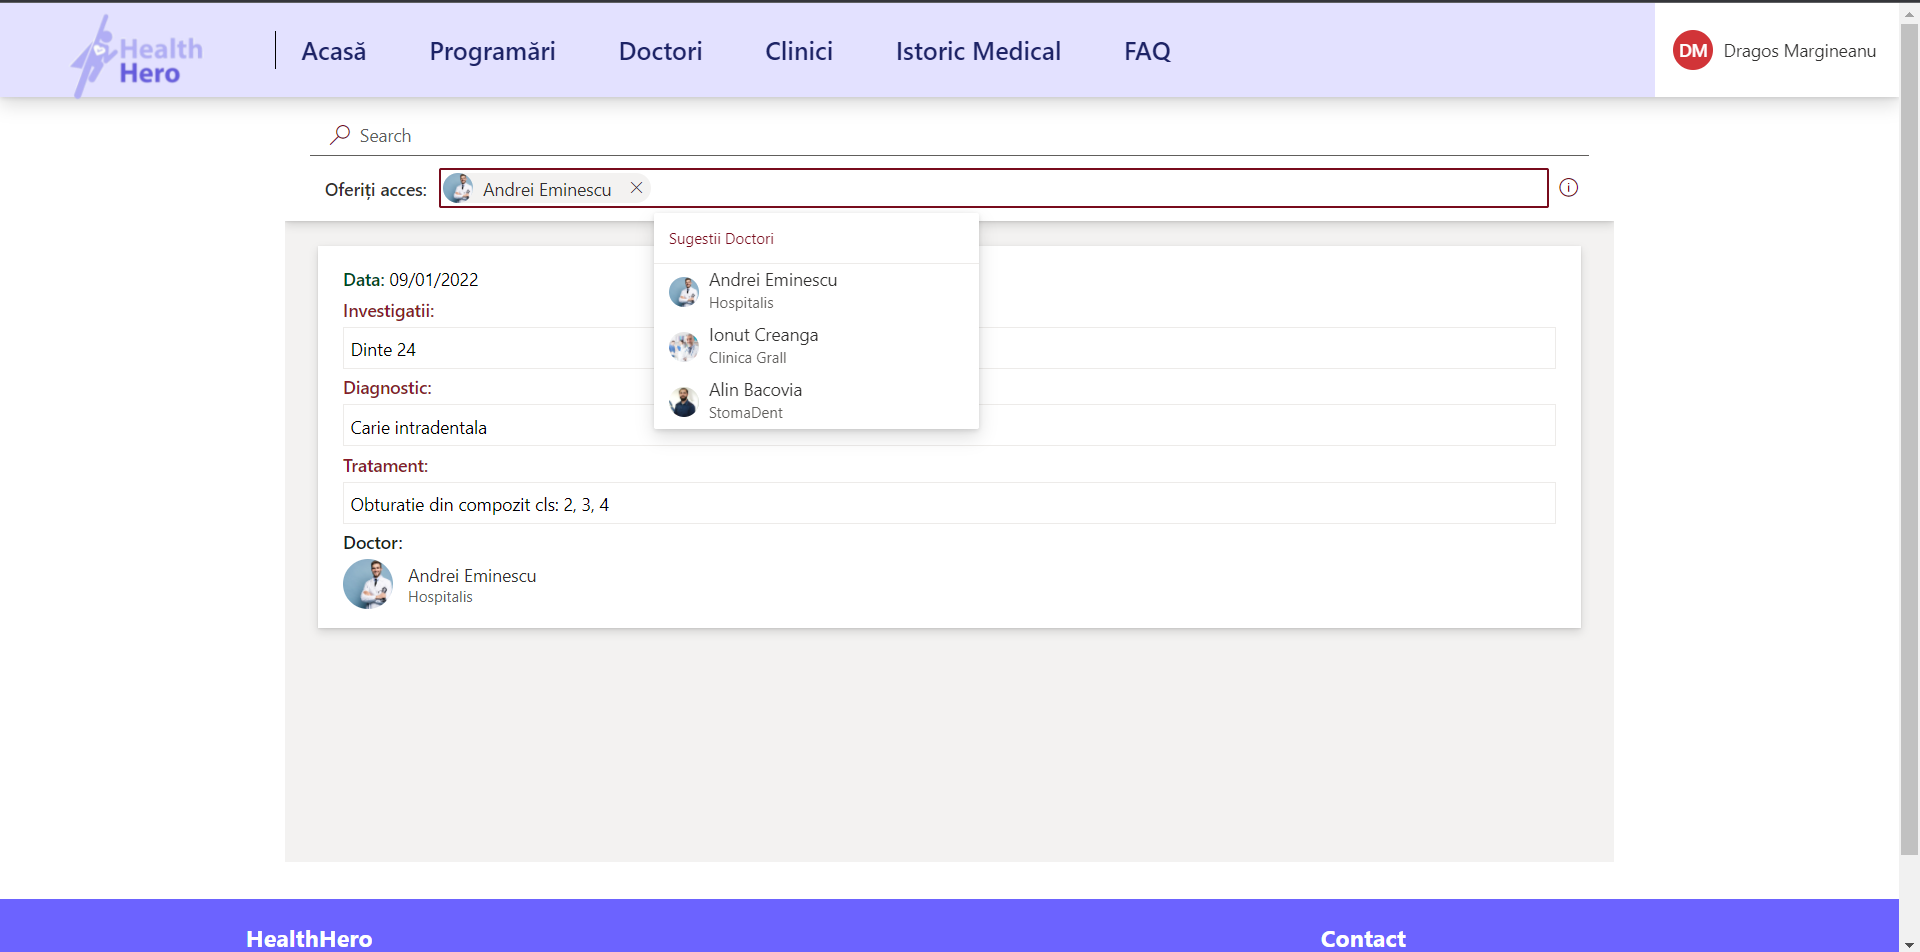 Health
Hero
Acasă
Programări
Doctori
Clinici
Istoric Medical
FAQ
DM
Dragos Margineanu
Search
Oferiți acces:
Andrei Eminescu
Sugestii Doctori
Andrei Eminescu
Hospitalis
Ionut Creanga
Clinica Grall
Alin Bacovia
StomaDent
Data: 09/01/2022
Investigatii:
Dinte 24
Diagnostic:
Carie intradentala
Tratament:
Obturatie din compozit cls: 2, 3, 4
Doctor:
Andrei Eminescu
Hospitalis
HealthHero
Contact